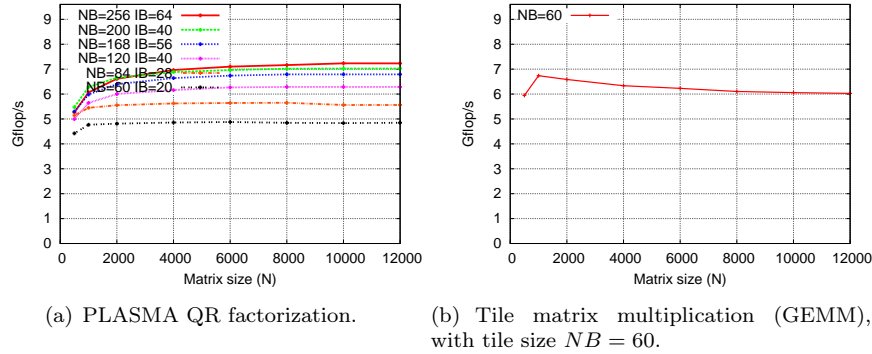 NB=256 IB=64
NB=200 IB=40
NB=168 IB=56
NB=120 IB=40
NB=84 IB=28
NB=60 IB=20
9
8
7
6
5
4
3
2
1
0
Gflop/s
0 2000 4000 6000 8000 10000 12000
Matrix size (N)
(a) PLASMA QR factorization.
NB=60
9
8
7
6
5
4
3
2
1
0
Gflop/s
0 2000 4000 6000 8000 10000 12000
Matrix size (N)
(b) Tile matrix multiplication (GEMM),
with tile size NB = 60.